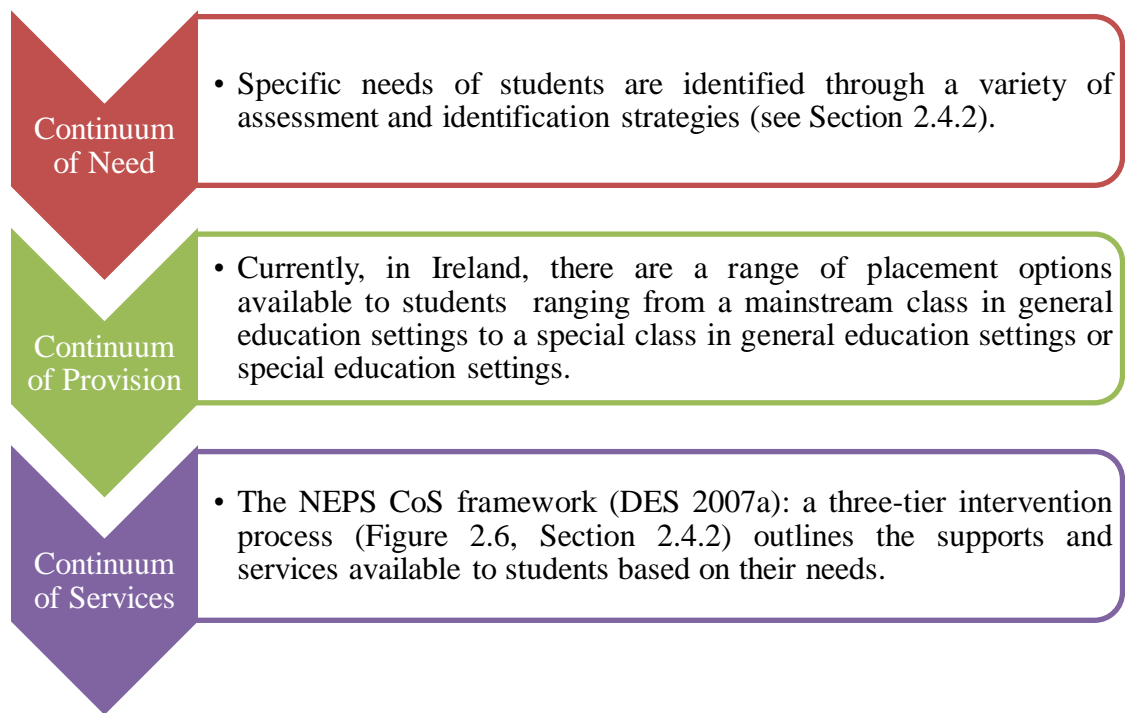 Continuum
of Need
• Specific needs of students are identified through a variety of
assessment and identification strategies (see Section 2.4.2).
Continuum
of Provision
• Currently, in Ireland, there are a range of placement options
available to students ranging from a mainstream class in general
education settings to a special class in general education settings or
special education settings.
Continuum
of Services
• The NEPS CoS framework (DES 2007a): a three-tier intervention
process (Figure 2.6, Section 2.4.2) outlines the supports and
services available to students based on their needs.